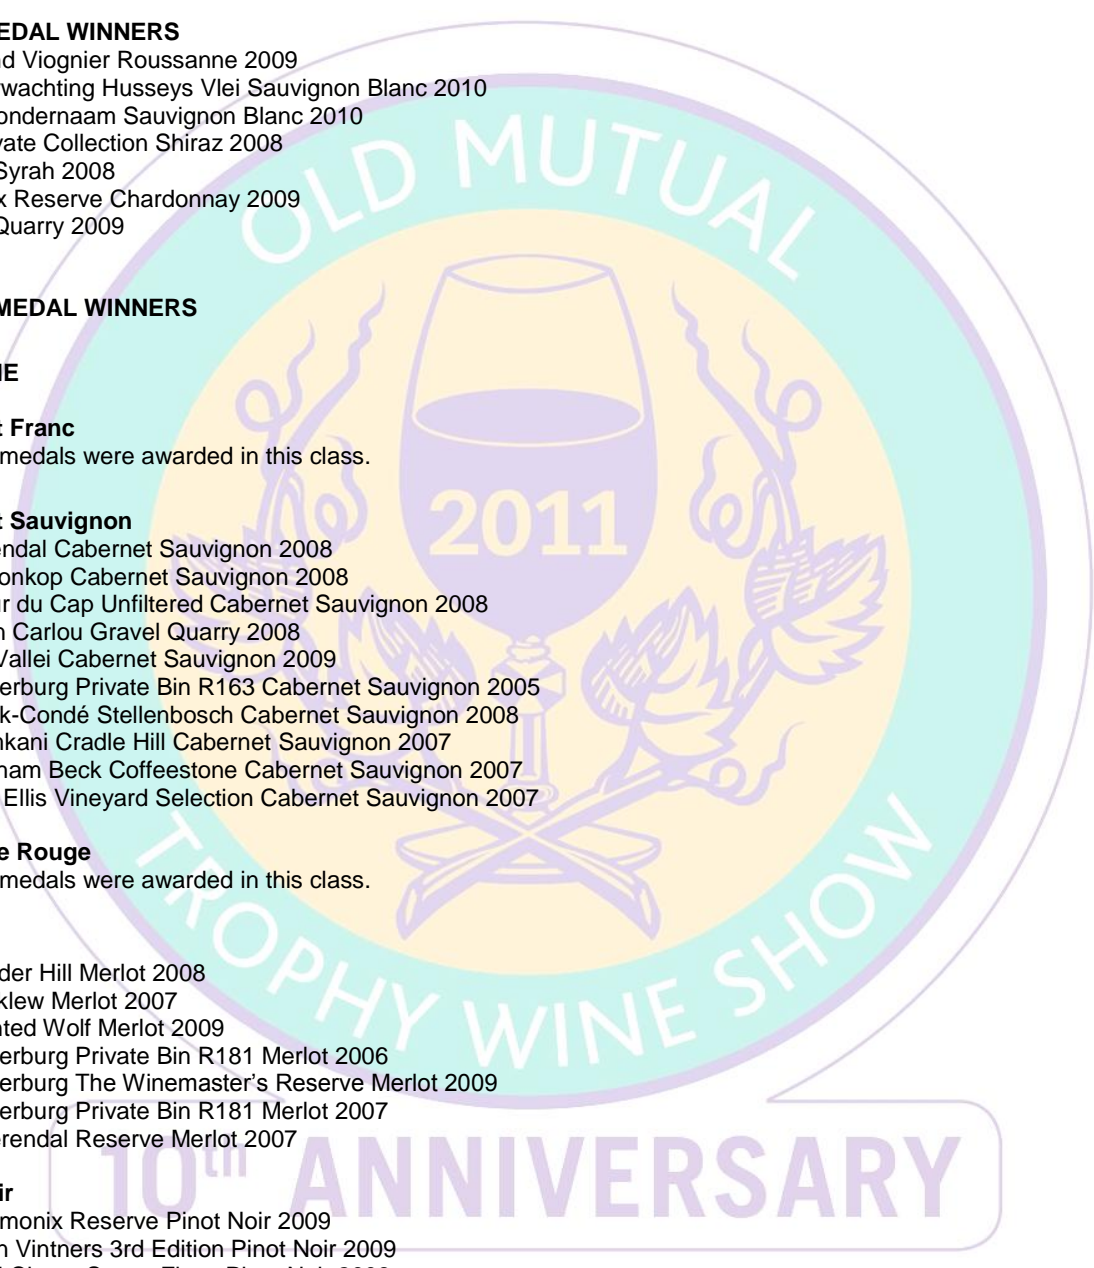 EDAL WINNERS
d Viognier Roussanne 2009
rwachting Husseys Vlei Sauvignon Blanc 2010
ondernaam Sauvignon Blanc 2010
vate Collection Shiraz 2008
Syrah 2008
x Reserve Chardonnay 2009
Quarry 2009
MEDAL WINNERS
NE
t Franc
medals were awarded in this class.
t Sauvignon
endal Cabernet Sauvignon 2008
onkop Cabernet Sauvignon 2008
ur du Cap Unfiltered Cabernet Sauvignon 2008
n Carlou Gravel Quarry 2008
Vallei Cabernet Sauvignon 2009
erburg Private Bin R163 Cabernet Sauvignon 2005
k-Condé Stellenbosch Cabernet Sauvignon 2008
nkani Cradle Hill Cabernet Sauvignon 2007
ham Beck Coffeestone Cabernet Sauvignon 2007
Ellis Vineyard Selection Cabernet Sauvignon 2007
e Rouge
medals were awarded in this class.
der Hill Merlot 2008
klew Merlot 2007
nted Wolf Merlot 2009
erburg Private Bin R181 Merlot 2006
erburg The Winemaster's Reserve Merlot 2009
erburg Private Bin R181 Merlot 2007
erendal Reserve Merlot 2007
ir
monix Reserve Pinot Noir 2009
n Vintners 3rd Edition Pinot Noir 2009
OLD MUTUAL
2011
TROPHY WINE SHOW
10th ANNIVERSARY